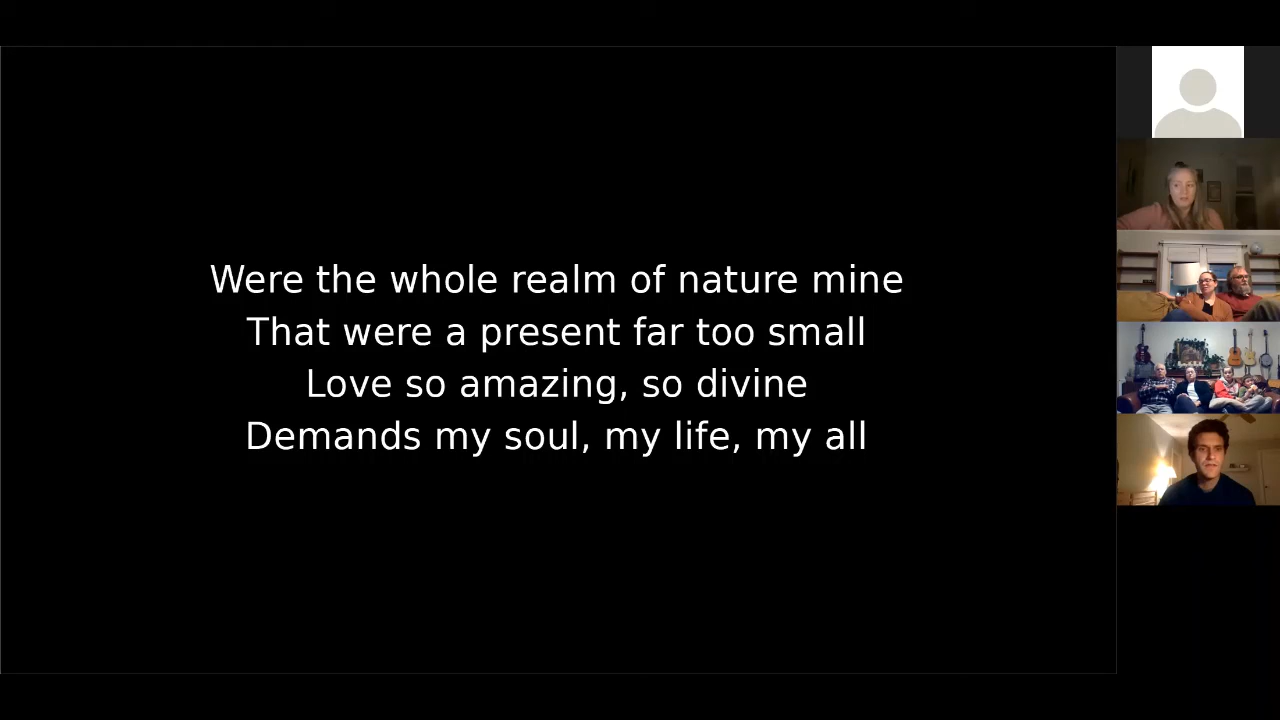 Were the whole realm of nature mine
That were a present far too small
Love so amazing, so divine
Demands my soul, my life, my all